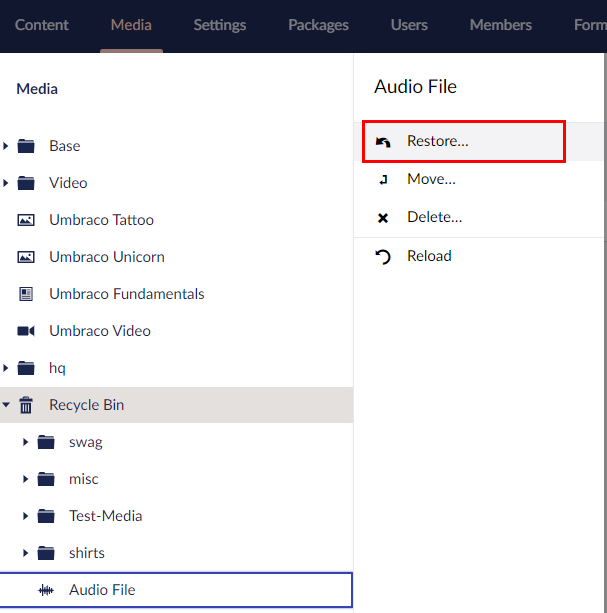 Content Media Settings Packages Users Members Form
Media
Base
Video
Umbraco Tattoo
Umbraco Unicorn
Umbraco Fundamentals
Umbraco Video
hq
Recycle Bin
swag
misc
Test-Media
shirts
Audio File
Audio File
Restore...
Move...
Delete...
Reload